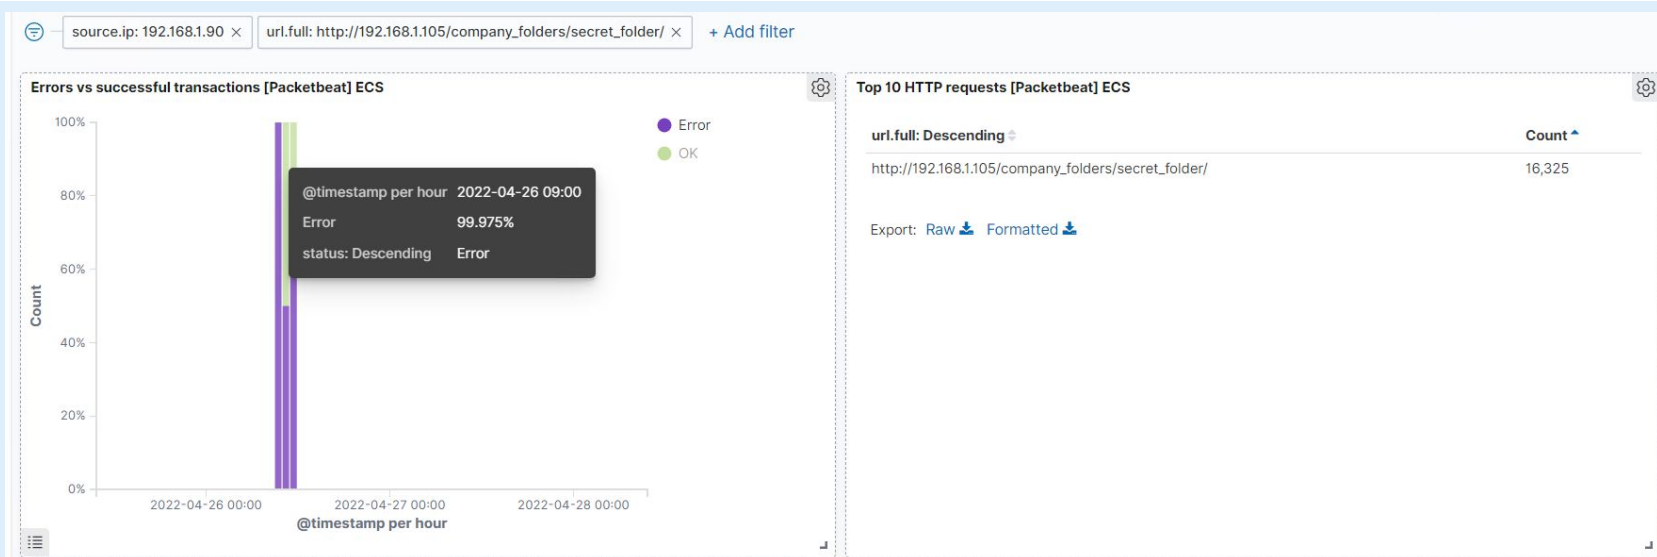 source.ip: 192.168.1.90 ×
url.full: http://192.168.1.105/company_folders/secret_folder/ ×
+ Add filter
Errors vs successful transactions [Packetbeat] ECS
100%
80%
60%
40%
20%
0%
Count
2022-04-26 00:00
2022-04-27 00:00
2022-04-28 00:00
@timestamp per hour
Error
OK
@timestamp per hour 2022-04-26 09:00
Error 99.975%
status: Descending Error
Top 10 HTTP requests [Packetbeat] ECS
url.full: Descending Count
http://192.168.1.105/company_folders/secret_folder/ 16,325
Export: Raw Formatted